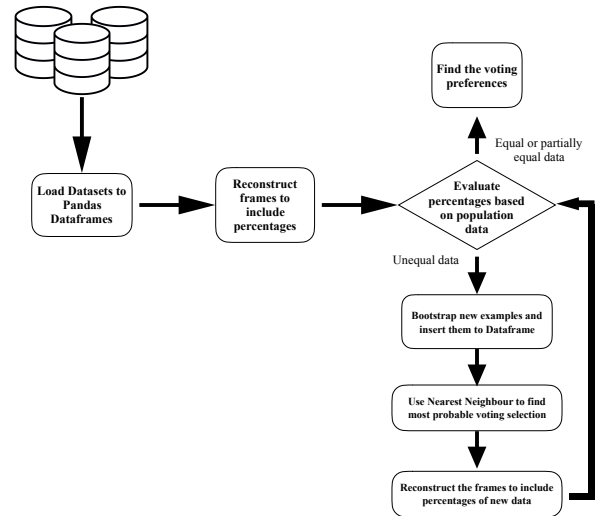 Find the voting
preferences
Equal or partially
equal data
Load Datasets to
Pandas
Dataframes
Reconstruct
frames to
include
percentages
Evaluate
percentages based
on population
data
Unequal data
Bootstrap new examples and
insert them to Dataframe
Use Nearest Neighbour to find
most probable voting selection
Reconstruct the frames to include
percentages of new data